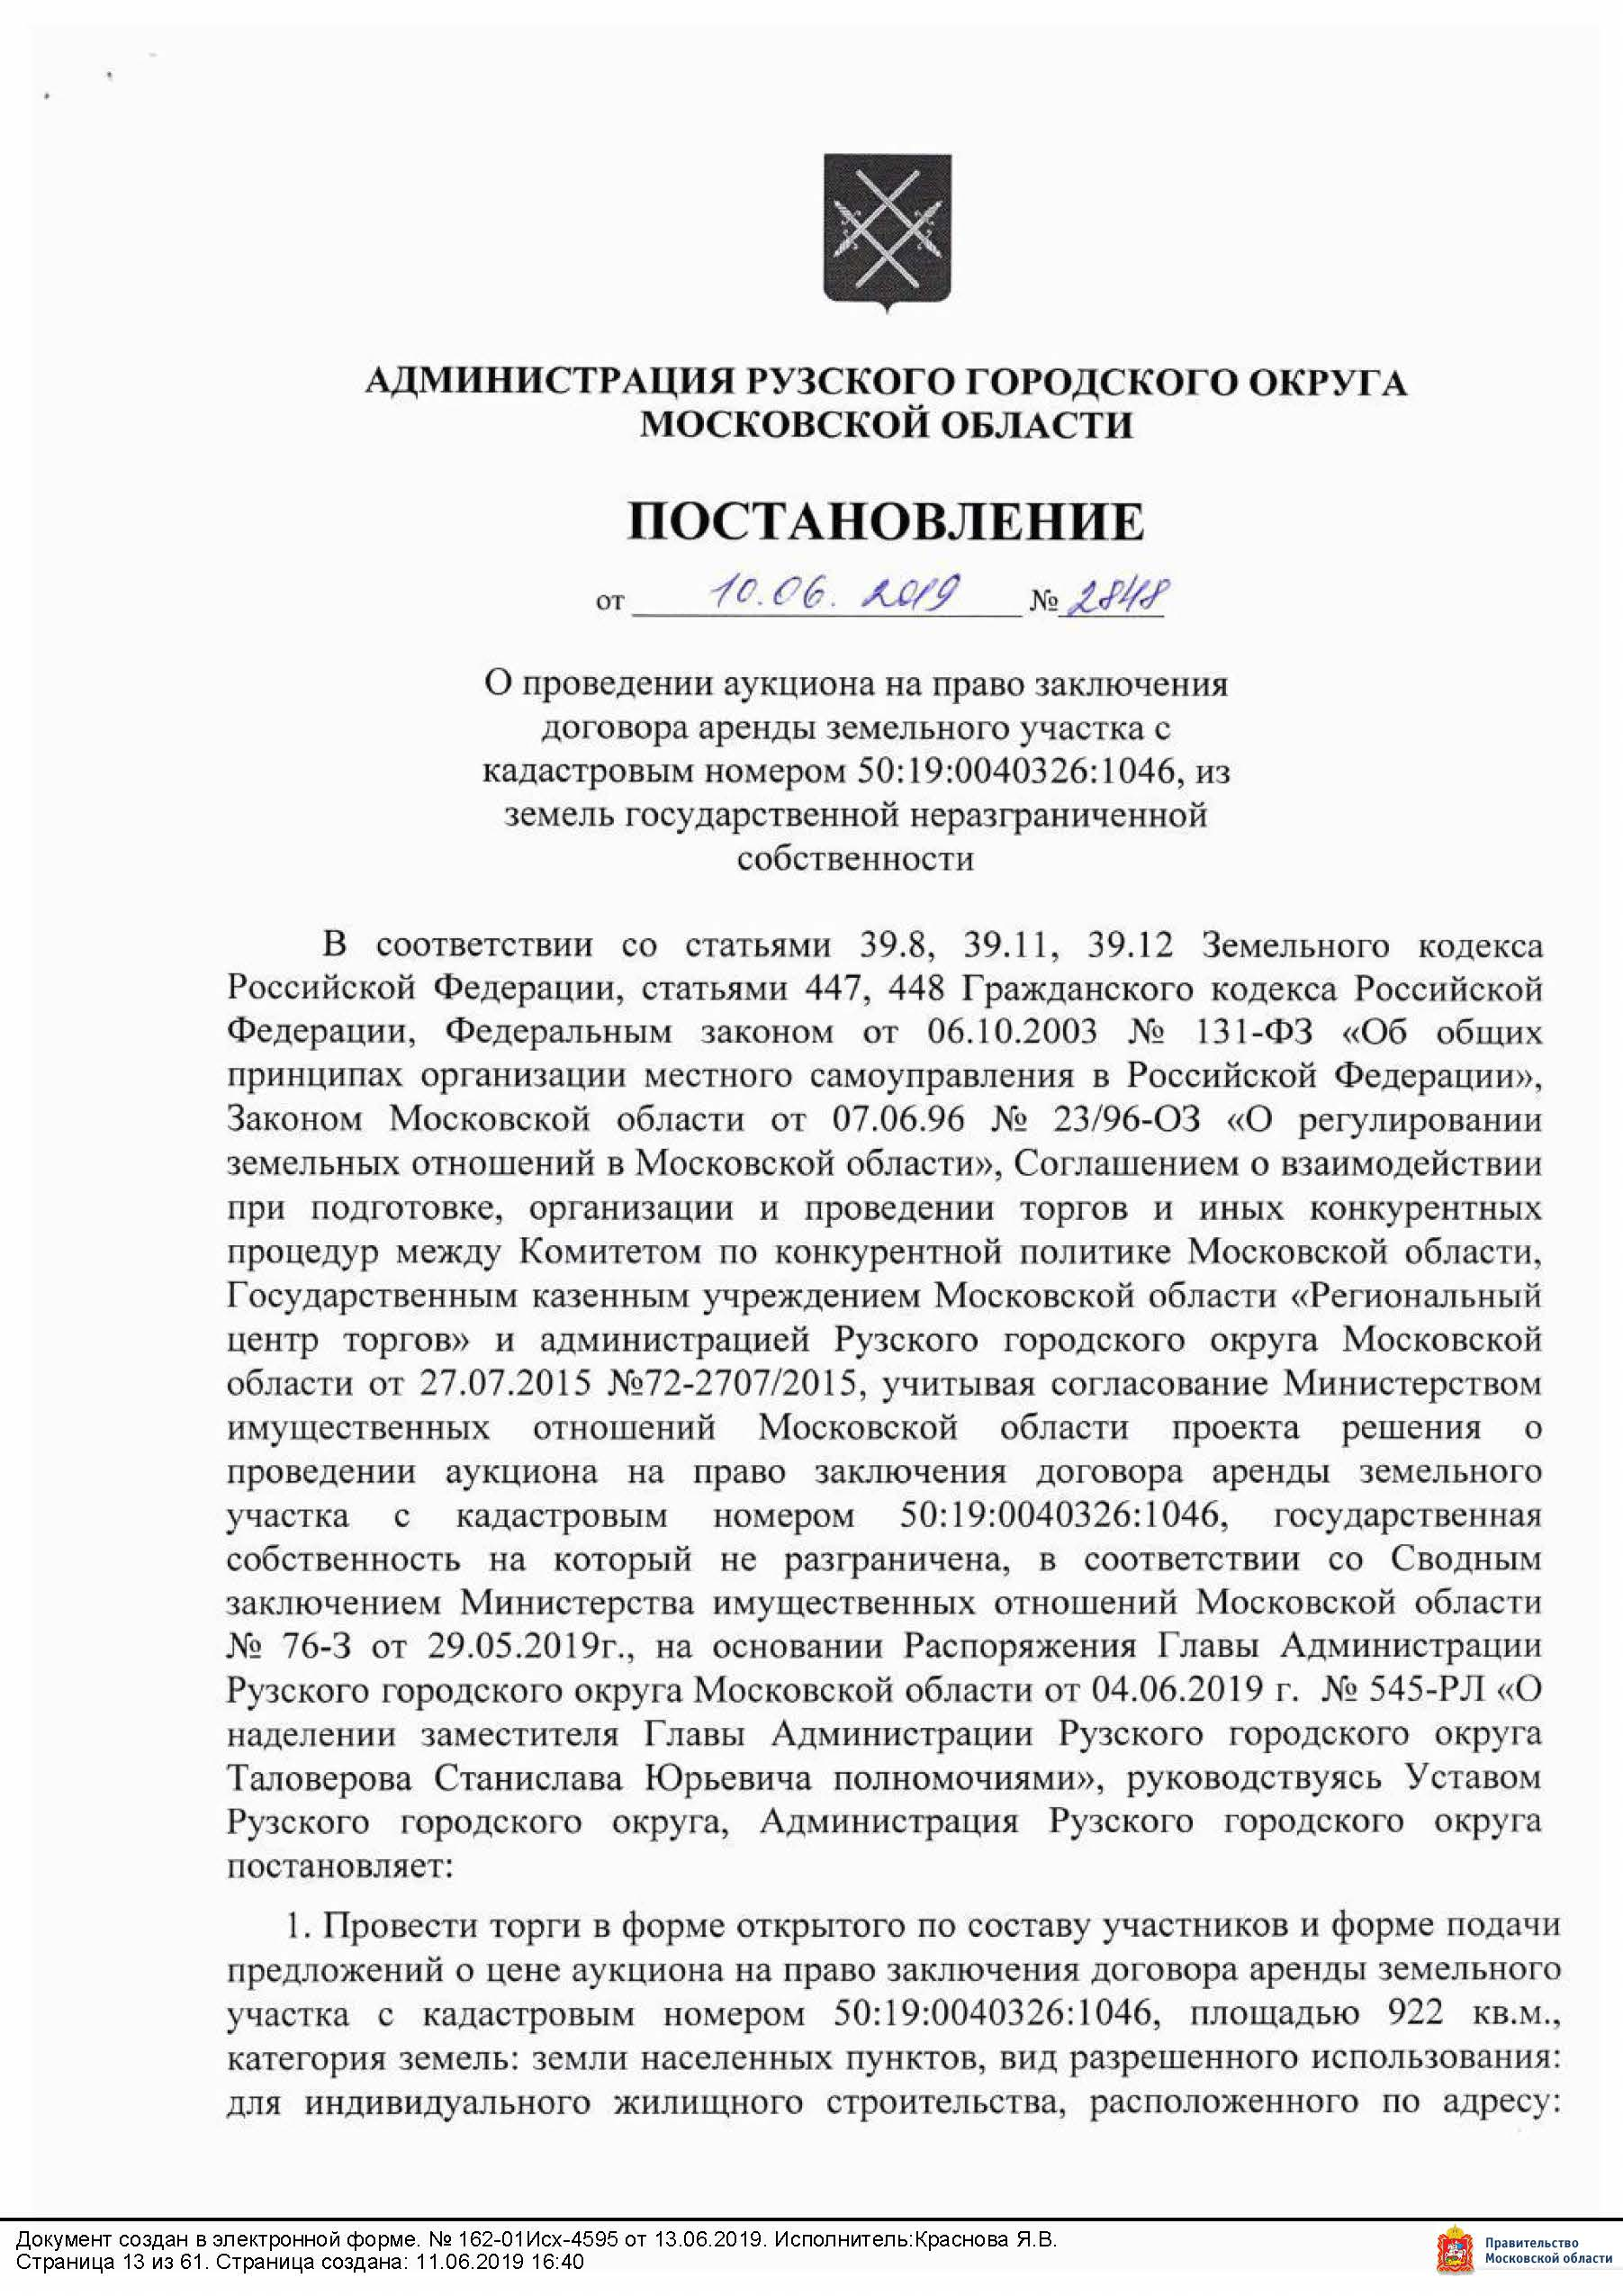 АДМИНИСТРАЦИЯ РУЗСКОГО ГОРОДСКОГО ОКРУГА
МОСКОВСКОЙ ОБЛАСТИ
ПОСТАНОВЛЕНИЕ
от 10.06. 2019 № 2848
О проведении аукциона на право заключения
договора аренды земельного участка с
кадастровым номером 50:19:0040326:1046, из
земель государственной неразграниченной
собственности
В соответствии со статьями 39.8, 39.11, 39.12 Земельного кодекса
Российской Федерации, статьями 447, 448 Гражданского кодекса Российской
Федерации, Федеральным законом от 06.10.2003 № 131-ФЗ «Об общих
принципах организации местного самоуправления в Российской Федерации»,
Законом Московской области от 07.06.96 № 23/96-ОЗ «О регулировании
земельных отношений в Московской области», Соглашением о взаимодействии
при подготовке, организации и проведении торгов и иных конкурентных
процедур между Комитетом по конкурентной политике Московской области,
Государственным казенным учреждением Московской области «Региональный
центр торгов» и администрацией Рузского городского округа Московской
области от 27.07.2015 №72-2707/2015, учитывая согласование Министерством
имущественных отношений Московской области проекта решения о
проведении аукциона на право заключения договора аренды земельного
участка с кадастровым номером 50:19:0040326:1046, государственная
собственность на который не разграничена, в соответствии со Сводным
заключением Министерства имущественных отношений Московской области
№ 76-З от 29.05.2019г., на основании Распоряжения Главы Администрации
Рузского городского округа Московской области от 04.06.2019 г. № 545-РЛ «О
наделении заместителя Главы Администрации Рузского городского округа
Таловерова Станислава Юрьевича полномочиями», руководствуясь Уставом
Рузского городского округа, Администрация Рузского городского округа
постановляет:
1. Провести торги в форме открытого по составу участников и форме подачи
предложений о цене аукциона на право заключения договора аренды земельного
участка с кадастровым номером 50:19:0040326:1046, площадью 922 кв.м.,
категория земель: земли населенных пунктов, вид разрешенного использования:
для индивидуального жилищного строительства, расположенного по адресу:
Документ создан в электронной форме. № 162-01Исх-4595 от 13.06.2019. Исполнитель:Краснова Я.В.
Страница 13 из 61. Страница создана: 11.06.2019 16:40
Правительство
Московской области